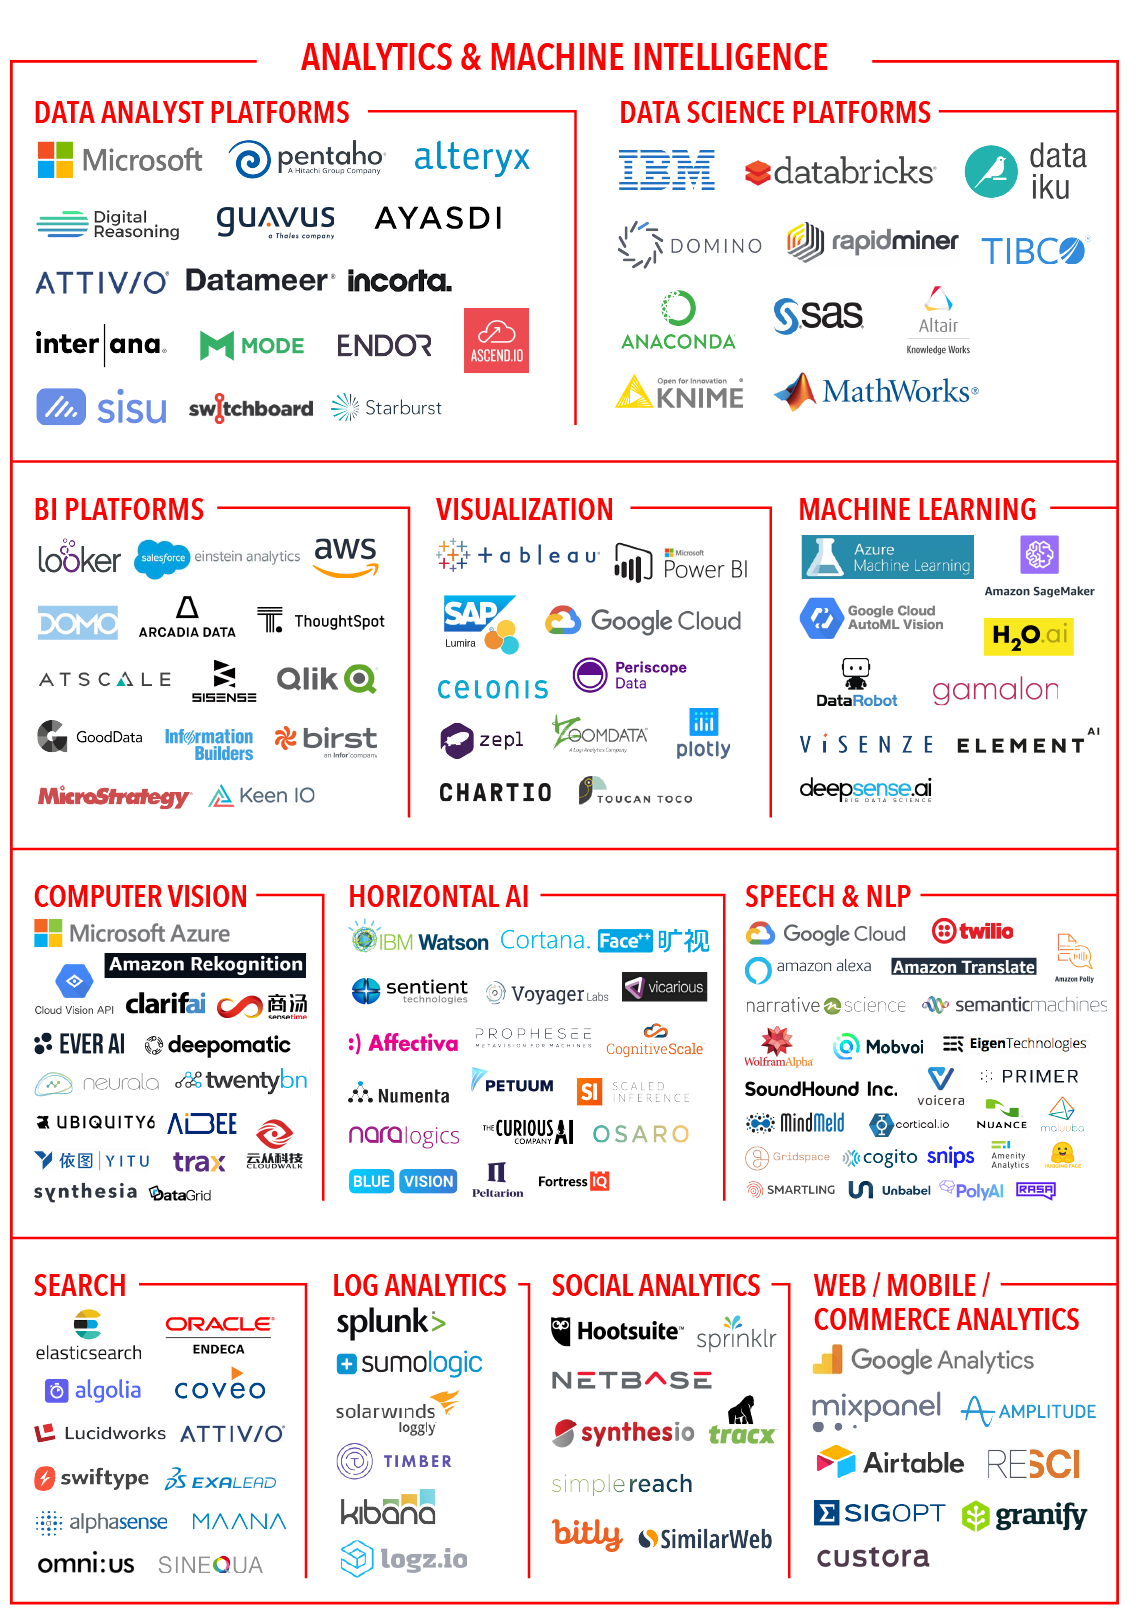 ANALYTICS & MACHINE INTELLIGENCE
DATA ANALYST PLATFORMS
Microsoft
pentaho
A Hitachi Group Company
alteryx
Digital
Reasoning
guavus
a Thales company
AYASDI
ATTIVIO
Datameer
incorta.
inter|ana
MODE
ENDOR
ASCEND.IO
sisu
switchboard
Starburst
DATA SCIENCE PLATFORMS
IBM
databricks
data
iku
DOMINO
rapidminer
TIBCO
ANACONDA
sas
Altair
Knowledge Works
Open for Innovation
KNIME
MathWorks®
BI PLATFORMS
looker
salesforce einstein analytics
aws
DOMO
ARCADIA DATA
ThoughtSpot
ATSCALE
SISENSE
Qlik
GoodData
Information
Builders
birst
an infor company
MicroStrategy
Keen IO
VISUALIZATION
+ableau
Microsoft
Power BI
SAP
Lumira
Google Cloud
celonis
Periscope
Data
zepl
ZOOMDATA
A Logi Analytics Company
plotly
CHARTIO
TOUCAN TOCO
MACHINE LEARNING
Azure
Machine Learning
Amazon SageMaker
Google Cloud
AutoML Vision
H2O.ai
DataRobot
gamalon
ViSENZE
ELEMENT AI
deepsense.ai
BIG DATA SCIENCE
COMPUTER VISION
Microsoft Azure
Cloud Vision API
Amazon Rekognition
clarifai
商汤
sensetime
EVER AI
deepomatic
neurala
twentybn
UBIQUITY6
AiBEE
云从科技
CLOUDWALK
依图 | YITU
trax
synthesia
DataGrid
HORIZONTAL AI
IBM Watson
Cortana.
Face++ 旷视
sentient
technologies
Voyager Labs
vicarious
:) Affectiva
PROPHESEE
METAVISION FOR MACHINES
CognitiveScale
Numenta
PETUUM
SI SCALED
INFERENCE
naralogics
THE CURIOUS AI
COMPANY
OSARO
BLUE VISION
Peltarion
Fortress IQ
SPEECH & NLP
Google Cloud
twilio
amazon alexa
Amazon Translate
Amazon Polly
narrative science
semanticmachines
WolframAlpha
Mobvoi
EigenTechnologies
SoundHound Inc.
voicera
PRIMER
MindMeld
cortical.io
NUANCE
maluuba
Gridspace
cogito
snips
Amenity
Analytics
HUGGING FACE
SMARTLING
Unbabel
PolyAI
RASA
SEARCH
elasticsearch
ORACLE
ENDECA
algolia
coveo
Lucidworks
ATTIVIO
swiftype
EXALEAD
alphasense
MAANA
omni:us
SINEQUA
LOG ANALYTICS
splunk>
sumologic
solarwinds
loggly
TIMBER
kibana
logz.io
SOCIAL ANALYTICS
Hootsuite™
sprinklr
NETBASE
synthesio
tracx
simplereach
bitly
SimilarWeb
WEB / MOBILE /
COMMERCE ANALYTICS
Google Analytics
mixpanel
AMPLITUDE
Airtable
RESCI
SIGOPT
granify
custora